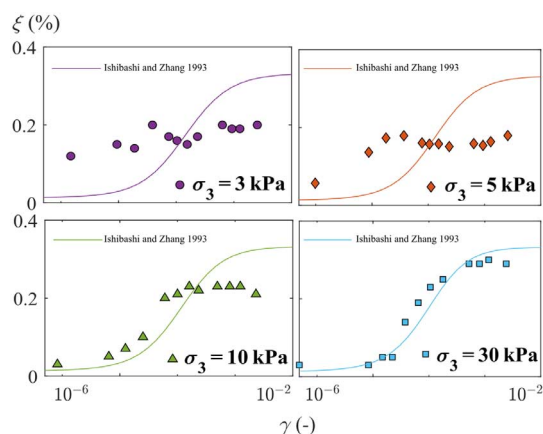 ξ (%)
0.4
Ishibashi and Zhang 1993
Ishibashi and Zhang 1993
0.2
0
σ₃ = 3 kPa
σ₃ = 5 kPa
0.4
Ishibashi and Zhang 1993
Ishibashi and Zhang 1993
0.2
0
σ₃ = 10 kPa
σ₃ = 30 kPa
10⁻⁶
10⁻²
10⁻⁶
10⁻²
γ (-)